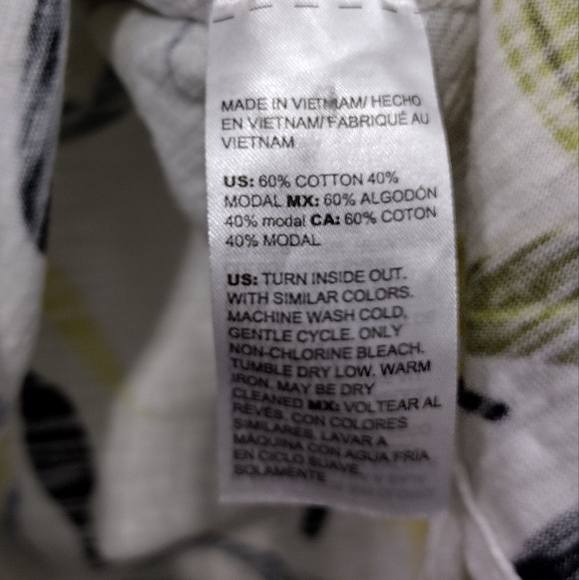 MADE IN VIETNAM/ HECHO
EN VIETNAM/ FABRIQUÉ AU
VIETNAM
US: 60% COTTON 40%
MODAL MX: 60% ALGODÓN
40% modal CA: 60% COTON
40% MODAL
US: TURN INSIDE OUT.
WITH SIMILAR COLORS.
MACHINE WASH COLD,
GENTLE CYCLE. ONLY
NON-CHLORINE BLEACH.
TUMBLE DRY LOW. WARM
IRON. MAY BE DRY
CLEANED MX: VOLTEAR AL
REVÉS, CON COLORES
SIMILARES, LAVAR A
MÁQUINA CON AGUA FRÍA
EN CICLO SUAVE.
SOLAMENTE